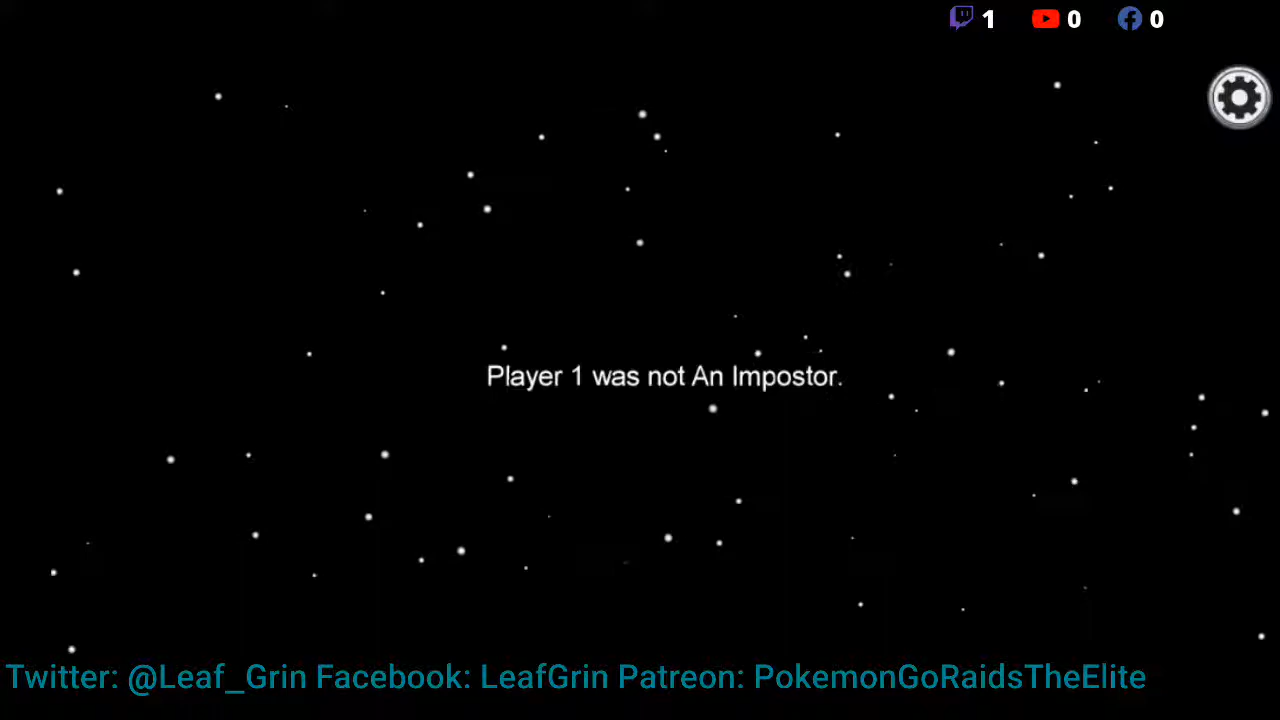 1 0 0
Player 1 was not An Impostor.
Twitter: @Leaf_Grin Facebook: LeafGrin Patreon: PokemonGoRaidsTheElite